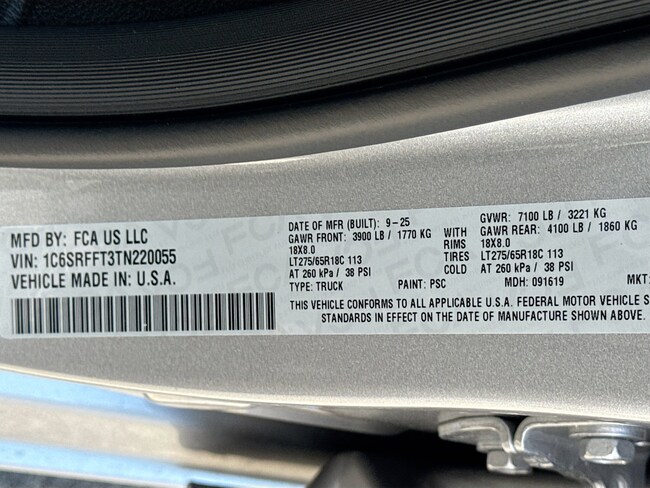 MFD BY: FCA US LLC
VIN: 1C6SRFFT3TN220055
VEHICLE MADE IN: U.S.A.
DATE OF MFR (BUILT): 9-25 GVWR: 7100 LB / 3221 KG
GAWR FRONT: 3900 LB / 1770 KG WITH GAWR REAR: 4100 LB / 1860 KG
18X8.0 RIMS 18X8.0
LT275/65R18C 113 TIRES LT275/65R18C 113
AT 260 kPa / 38 PSI COLD AT 260 kPa / 38 PSI
TYPE: TRUCK PAINT: PSC MDH: 091619 MKT:
THIS VEHICLE CONFORMS TO ALL APPLICABLE U.S.A. FEDERAL MOTOR VEHICLE S
STANDARDS IN EFFECT ON THE DATE OF MANUFACTURE SHOWN ABOVE.